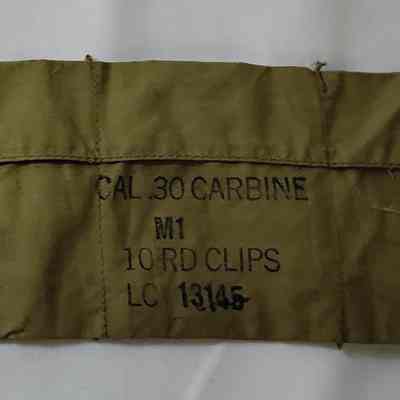 CAL .30 CARBINE
M1
10 RD CLIPS
LC 13145